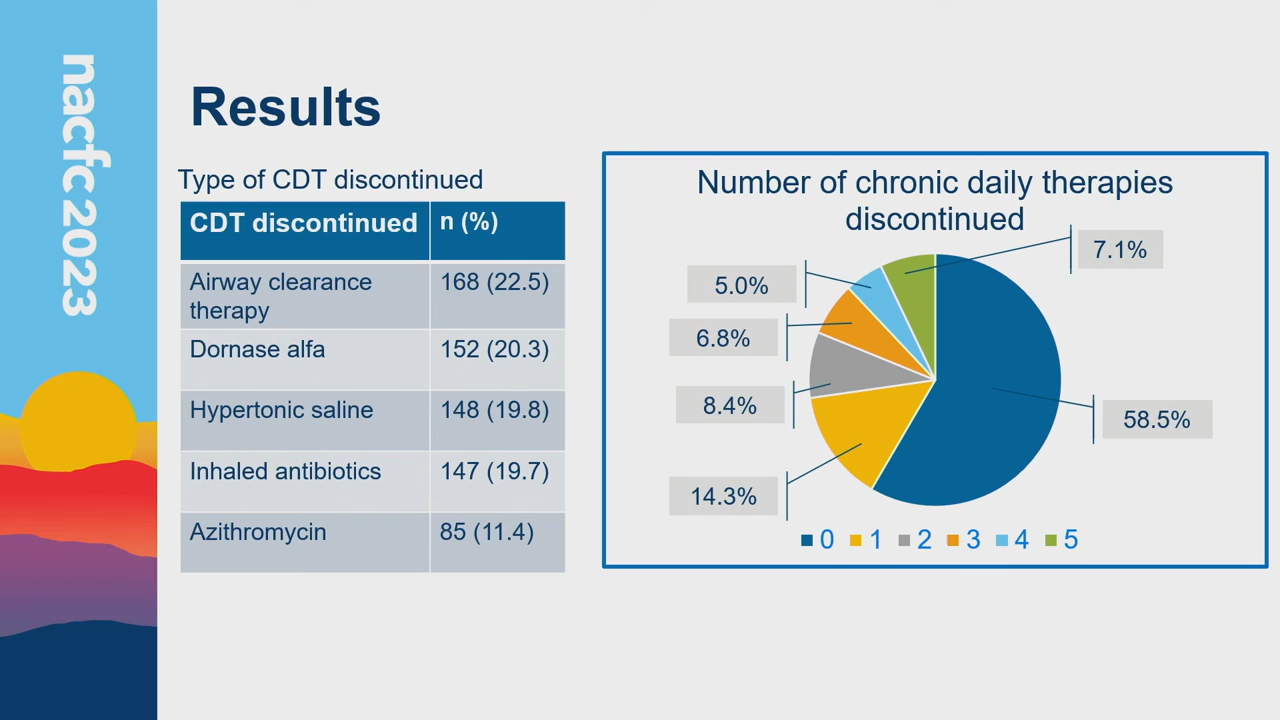 nacfc2023
Results
Type of CDT discontinued
CDT discontinued n (%)
Airway clearance
therapy 168 (22.5)
Dornase alfa 152 (20.3)
Hypertonic saline 148 (19.8)
Inhaled antibiotics 147 (19.7)
Azithromycin 85 (11.4)
Number of chronic daily therapies
discontinued
7.1%
5.0%
6.8%
8.4%
58.5%
14.3%
0 1 2 3 4 5